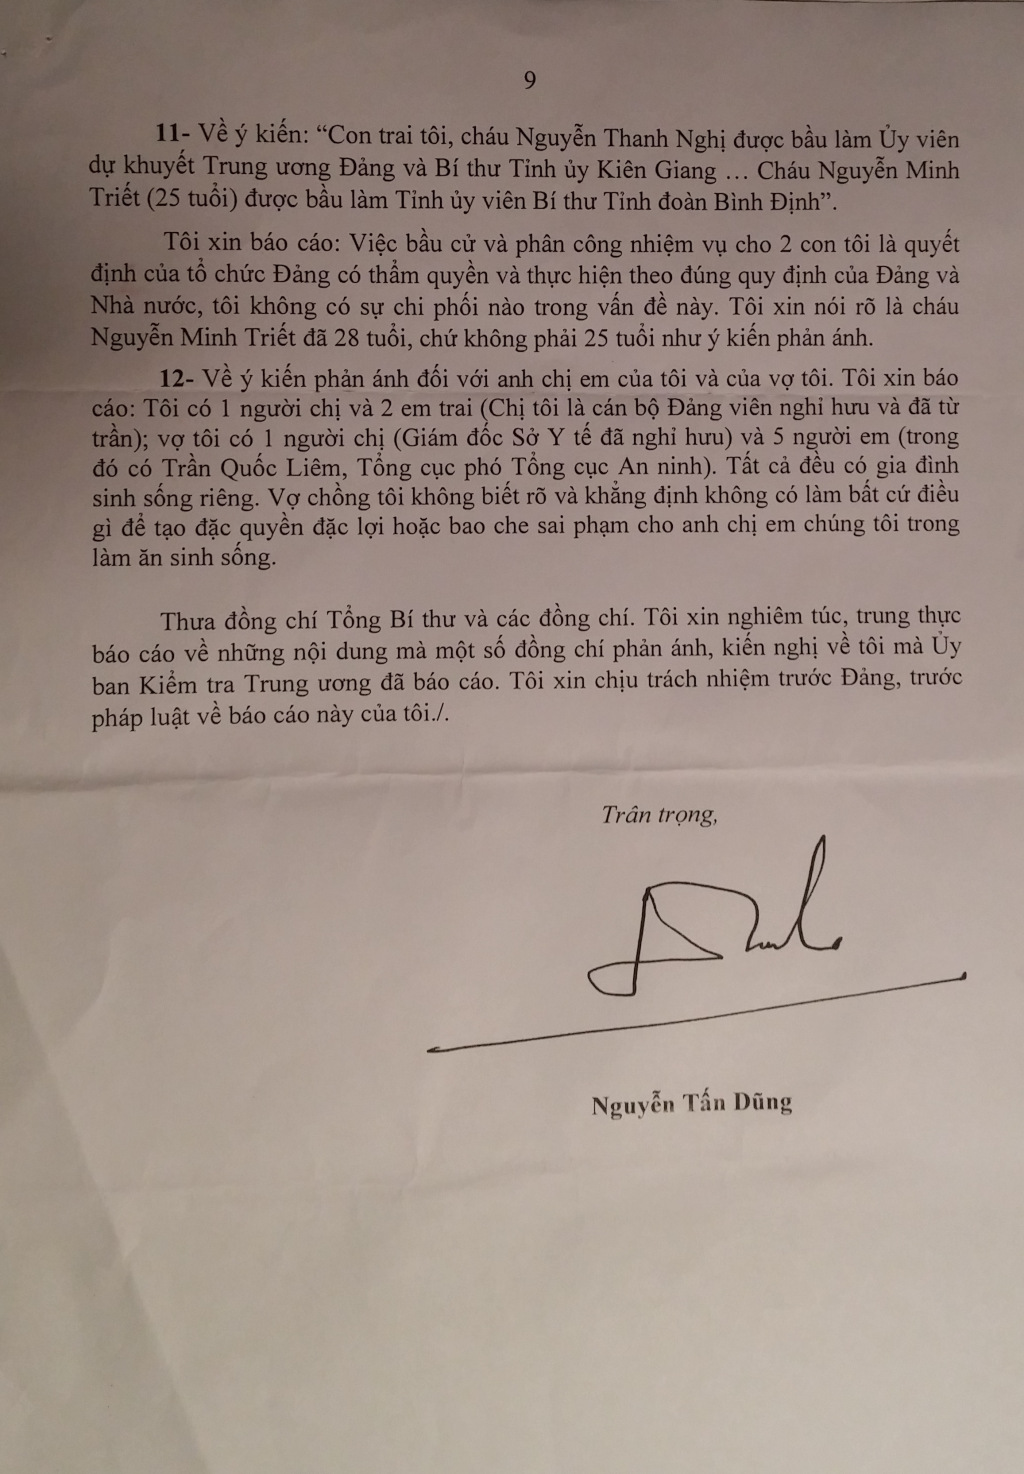 9
11- Về ý kiến: “Con trai tôi, cháu Nguyễn Thanh Nghị được bầu làm Ủy viên
dự khuyết Trung ương Đảng và Bí thư Tỉnh ủy Kiên Giang … Cháu Nguyễn Minh
Triết (25 tuổi) được bầu làm Tỉnh ủy viên Bí thư Tỉnh đoàn Bình Định”.
Tôi xin báo cáo: Việc bầu cử và phân công nhiệm vụ cho 2 con tôi là quyết
định của tổ chức Đảng có thẩm quyền và thực hiện theo đúng quy định của Đảng và
Nhà nước, tôi không có sự chi phối nào trong vấn đề này. Tôi xin nói rõ là cháu
Nguyễn Minh Triết đã 28 tuổi, chứ không phải 25 tuổi như ý kiến phản ánh.
12- Về ý kiến phản ánh đối với anh chị em của tôi và của vợ tôi. Tôi xin báo
cáo: Tôi có 1 người chị và 2 em trai (Chị tôi là cán bộ Đảng viên nghỉ hưu và đã từ
trần); vợ tôi có 1 người chị (Giám đốc Sở Y tế đã nghỉ hưu) và 5 người em (trong
đó có Trần Quốc Liêm, Tổng cục phó Tổng cục An ninh). Tất cả đều có gia đình
sinh sống riêng. Vợ chồng tôi không biết rõ và khẳng định không có làm bất cứ điều
gì để tạo đặc quyền đặc lợi hoặc bao che sai phạm cho anh chị em chúng tôi trong
làm ăn sinh sống.
Thưa đồng chí Tổng Bí thư và các đồng chí. Tôi xin nghiêm túc, trung thực
báo cáo về những nội dung mà một số đồng chí phản ánh, kiến nghị về tôi mà Ủy
ban Kiểm tra Trung ương đã báo cáo. Tôi xin chịu trách nhiệm trước Đảng, trước
pháp luật về báo cáo này của tôi./.
Trân trọng,
Nguyễn Tấn Dũng